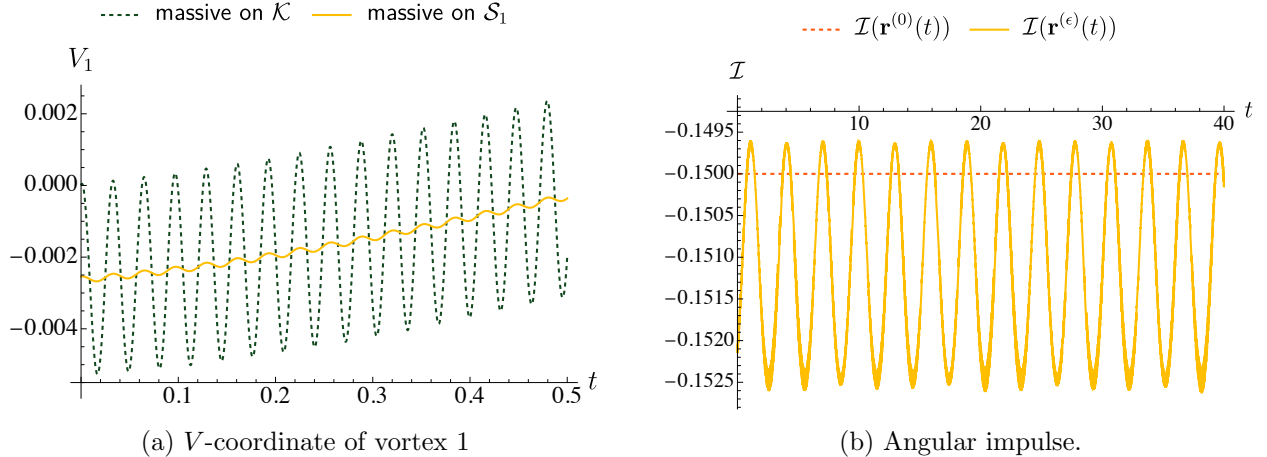 massive on 𝒦 massive on 𝒮₁
V₁
0.002
0.000
−0.002
−0.004
0.1 0.2 0.3 0.4 0.5 t
(a) V-coordinate of vortex 1
ℐ(𝐫⁽⁰⁾(t)) ℐ(𝐫⁽ᵋ⁾(t))
ℐ
10 20 30 40 t
−0.1495
−0.1500
−0.1505
−0.1510
−0.1515
−0.1520
−0.1525
(b) Angular impulse.